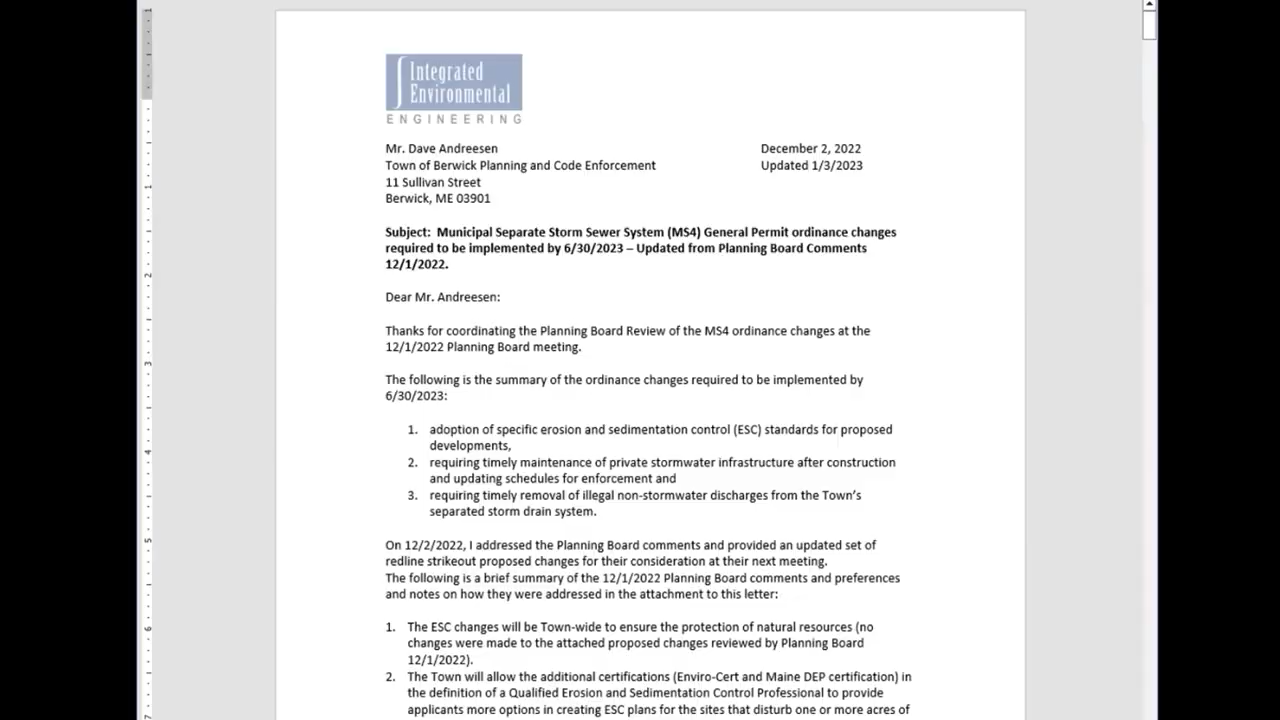 Integrated
Environmental
ENGINEERING
Mr. Dave Andreesen
December 2, 2022
Town of Berwick Planning and Code Enforcement
Updated 1/3/2023
11 Sullivan Street
Berwick, ME 03901
Subject: Municipal Separate Storm Sewer System (MS4) General Permit ordinance changes
required to be implemented by 6/30/2023 – Updated from Planning Board Comments
12/1/2022.
Dear Mr. Andreesen:
Thanks for coordinating the Planning Board Review of the MS4 ordinance changes at the
12/1/2022 Planning Board meeting.
The following is the summary of the ordinance changes required to be implemented by
6/30/2023:
1. adoption of specific erosion and sedimentation control (ESC) standards for proposed
developments,
2. requiring timely maintenance of private stormwater infrastructure after construction
and updating schedules for enforcement and
3. requiring timely removal of illegal non-stormwater discharges from the Town's
separated storm drain system.
On 12/2/2022, I addressed the Planning Board comments and provided an updated set of
redline strikeout proposed changes for their consideration at their next meeting.
The following is a brief summary of the 12/1/2022 Planning Board comments and preferences
and notes on how they were addressed in the attachment to this letter:
1. The ESC changes will be Town-wide to ensure the protection of natural resources (no
changes were made to the attached proposed changes reviewed by Planning Board
12/1/2022).
2. The Town will allow the additional certifications (Enviro-Cert and Maine DEP certification) in
the definition of a Qualified Erosion and Sedimentation Control Professional to provide
applicants more options in creating ESC plans for the sites that disturb one or more acres of